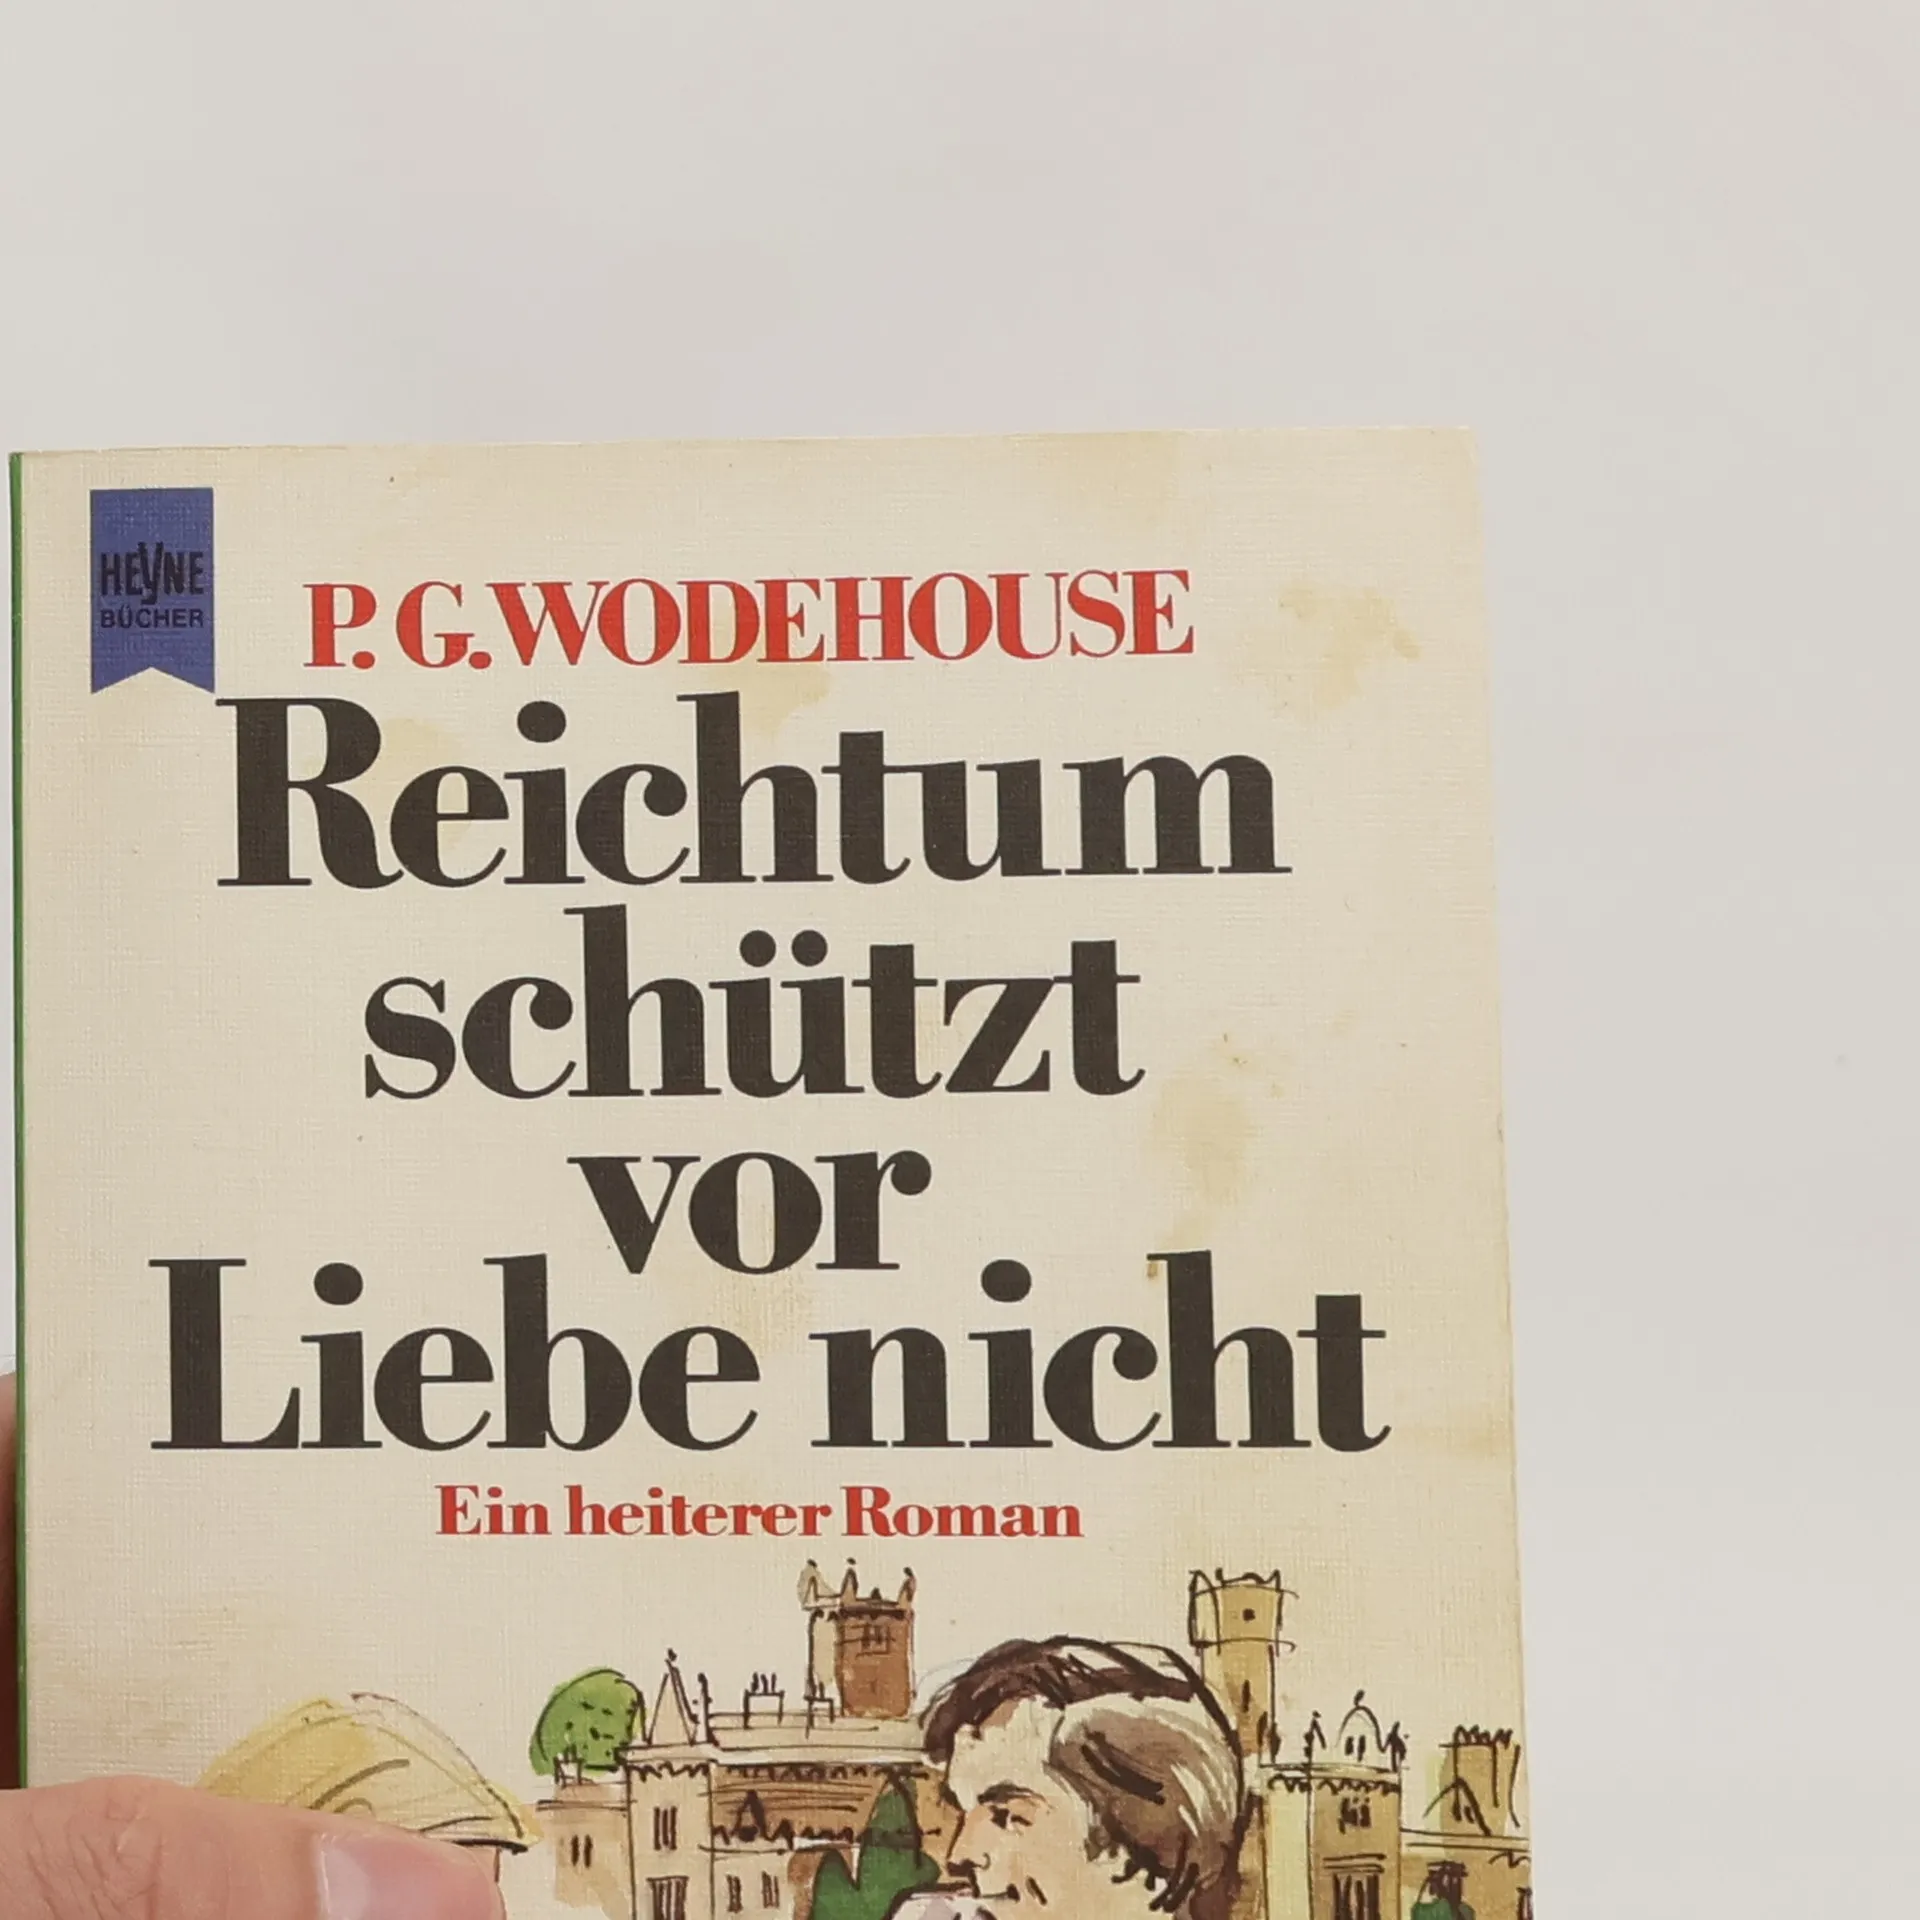 HEYNE
BÜCHER
P. G. WODEHOUSE
Reichtum
schützt
vor
Liebe nicht
Ein heiterer Roman